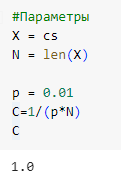 #Параметры
X = cs
N = len(X)
p = 0.01
C=1/(p*N)
C
1.0